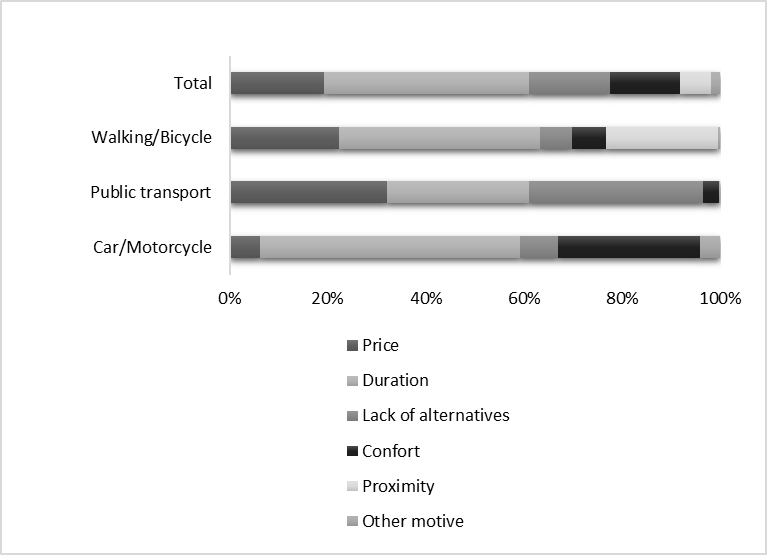 Total
Walking/Bicycle
Public transport
Car/Motorcycle
0% 20% 40% 60% 80% 100%
Price
Duration
Lack of alternatives
Confort
Proximity
Other motive